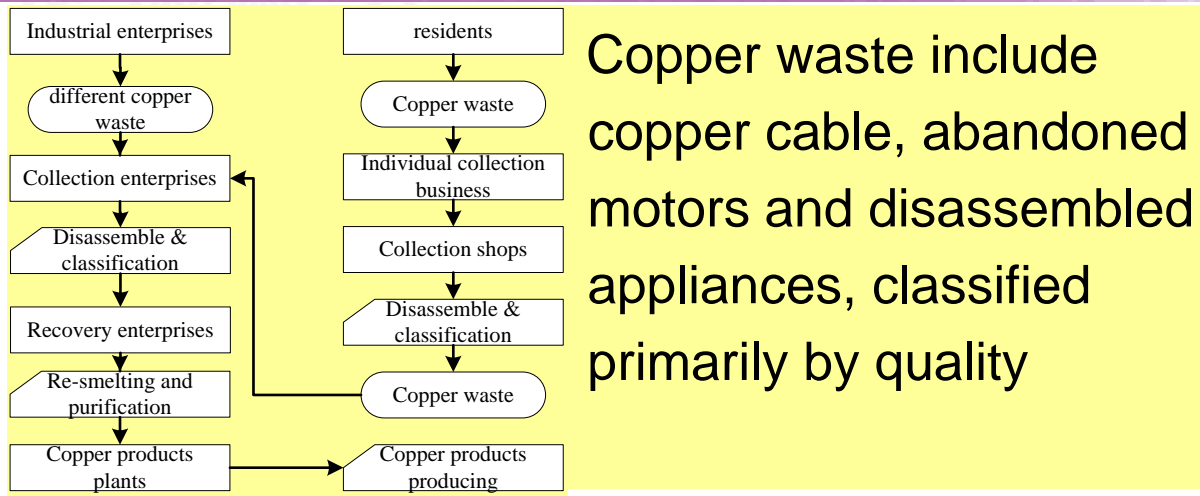 Industrial enterprises
different copper
waste
Collection enterprises
Disassemble &
classification
Recovery enterprises
Re-smelting and
purification
Copper products
plants
residents
Copper waste
Individual collection
business
Collection shops
Disassemble &
classification
Copper waste
Copper products
producing
Copper waste include
copper cable, abandoned
motors and disassembled
appliances, classified
primarily by quality